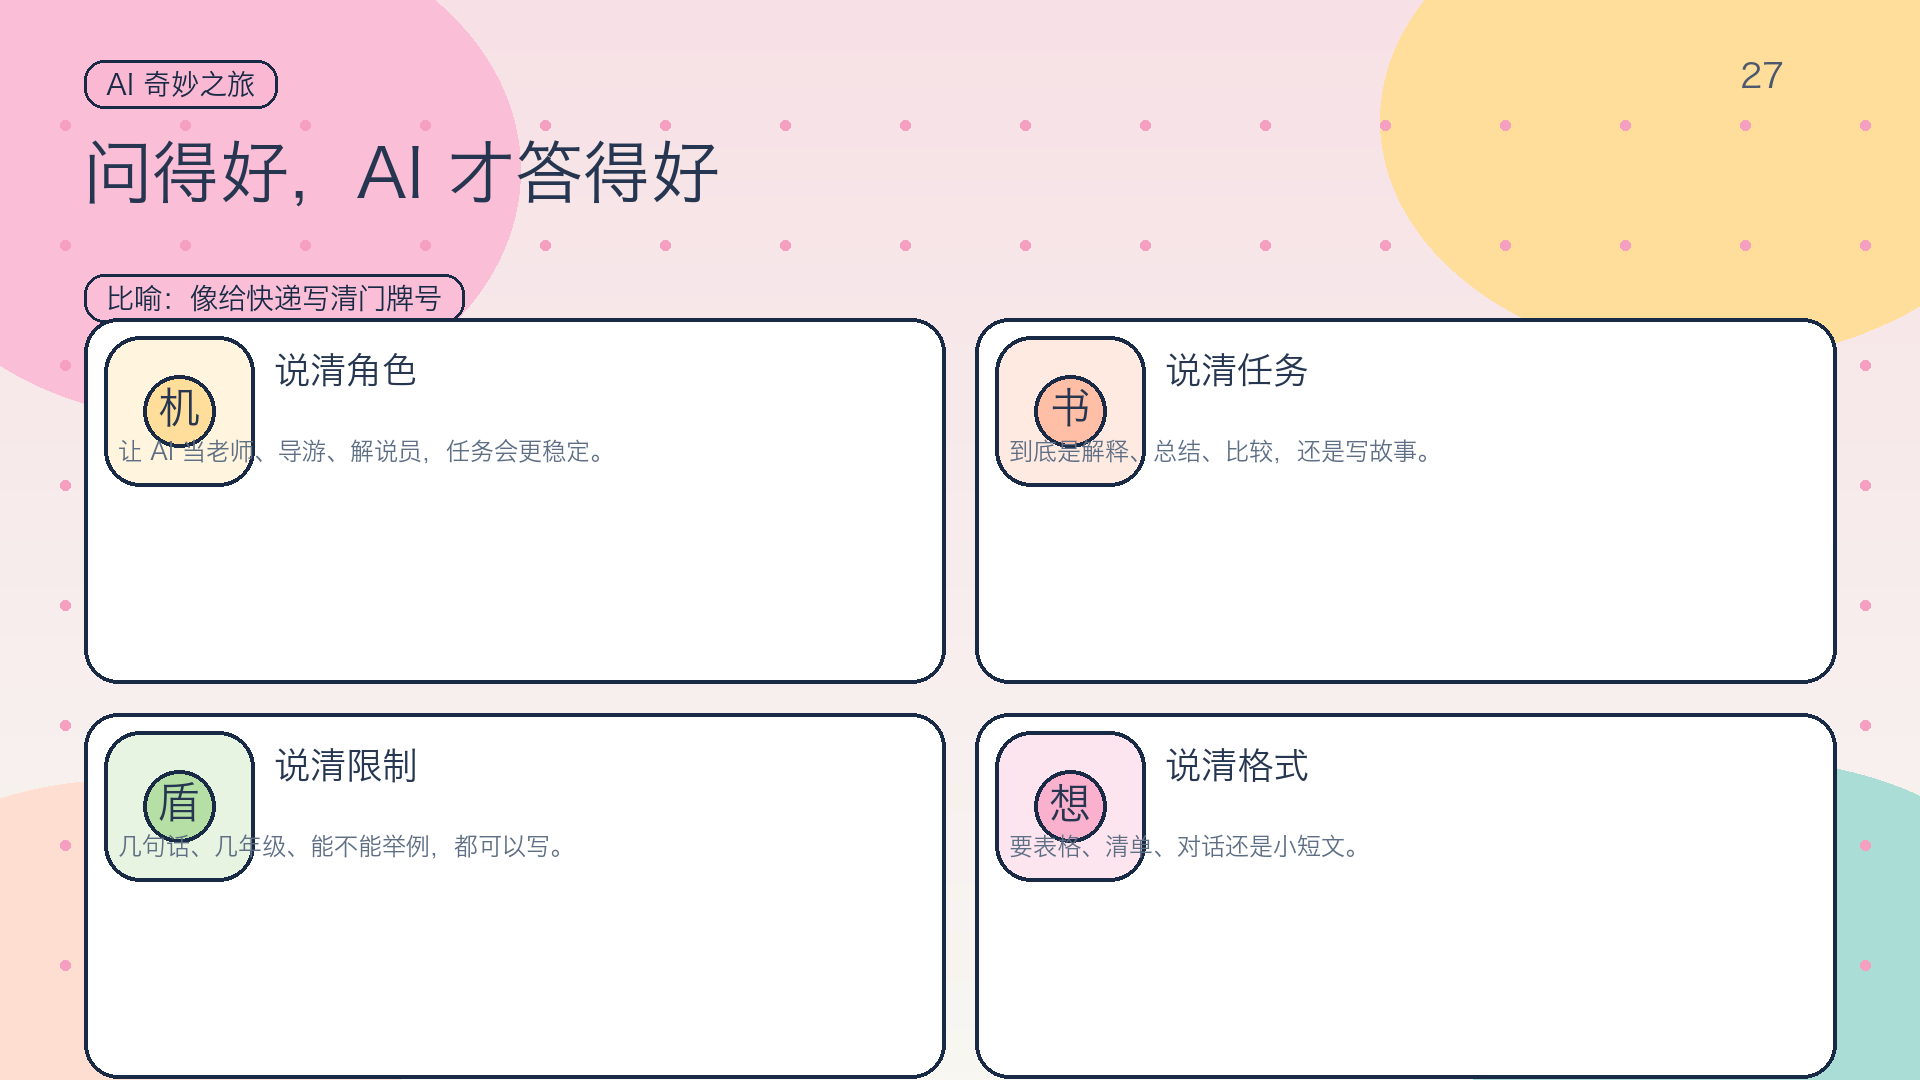 AI 奇妙之旅
27
问得好，AI 才答得好
比喻：像给快递写清门牌号
机
说清角色
让 AI 当老师、导游、解说员，任务会更稳定。
书
说清任务
到底是解释、总结、比较，还是写故事。
盾
说清限制
几句话、几年级、能不能举例，都可以写。
想
说清格式
要表格、清单、对话还是小短文。